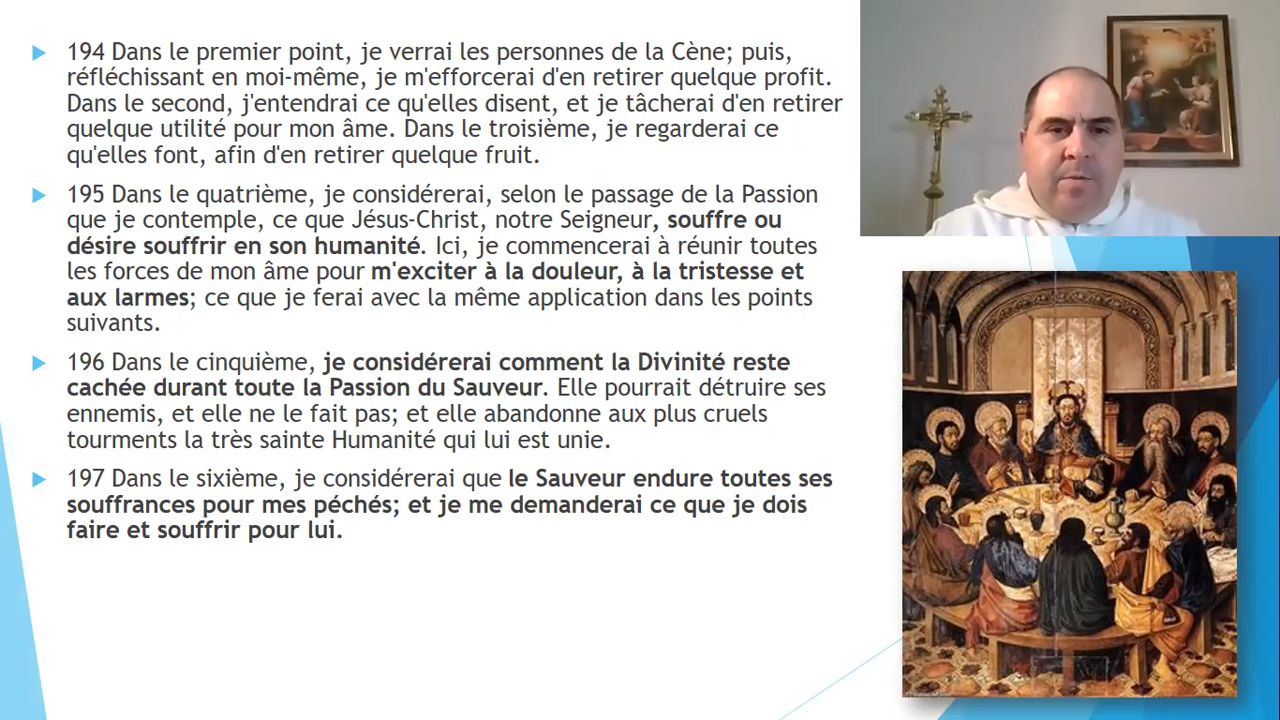 194 Dans le premier point, je verrai les personnes de la Cène; puis,
réfléchissant en moi-même, je m'efforcerai d'en retirer quelque profit.
Dans le second, j'entendrai ce qu'elles disent, et je tâcherai d'en retirer
quelque utilité pour mon âme. Dans le troisième, je regarderai ce
qu'elles font, afin d'en retirer quelque fruit.
195 Dans le quatrième, je considérerai, selon le passage de la Passion
que je contemple, ce que Jésus-Christ, notre Seigneur, souffre ou
désire souffrir en son humanité. Ici, je commencerai à réunir toutes
les forces de mon âme pour m'exciter à la douleur, à la tristesse et
aux larmes; ce que je ferai avec la même application dans les points
suivants.
196 Dans le cinquième, je considérerai comment la Divinité reste
cachée durant toute la Passion du Sauveur. Elle pourrait détruire ses
ennemis, et elle ne le fait pas; et elle abandonne aux plus cruels
tourments la très sainte Humanité qui lui est unie.
197 Dans le sixième, je considérerai que le Sauveur endure toutes ses
souffrances pour mes péchés; et je me demanderai ce que je dois
faire et souffrir pour lui.